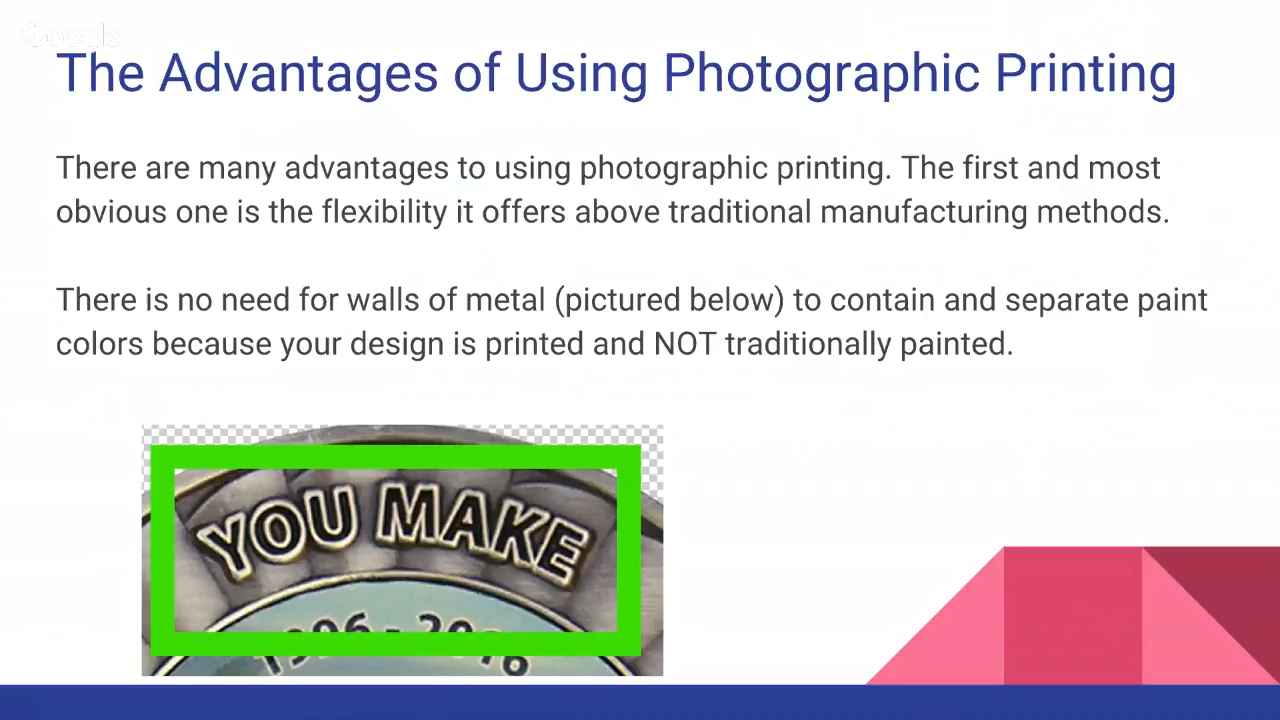 Google
The Advantages of Using Photographic Printing
There are many advantages to using photographic printing. The first and most
obvious one is the flexibility it offers above traditional manufacturing methods.
There is no need for walls of metal (pictured below) to contain and separate paint
colors because your design is printed and NOT traditionally painted.
YOU MAKE